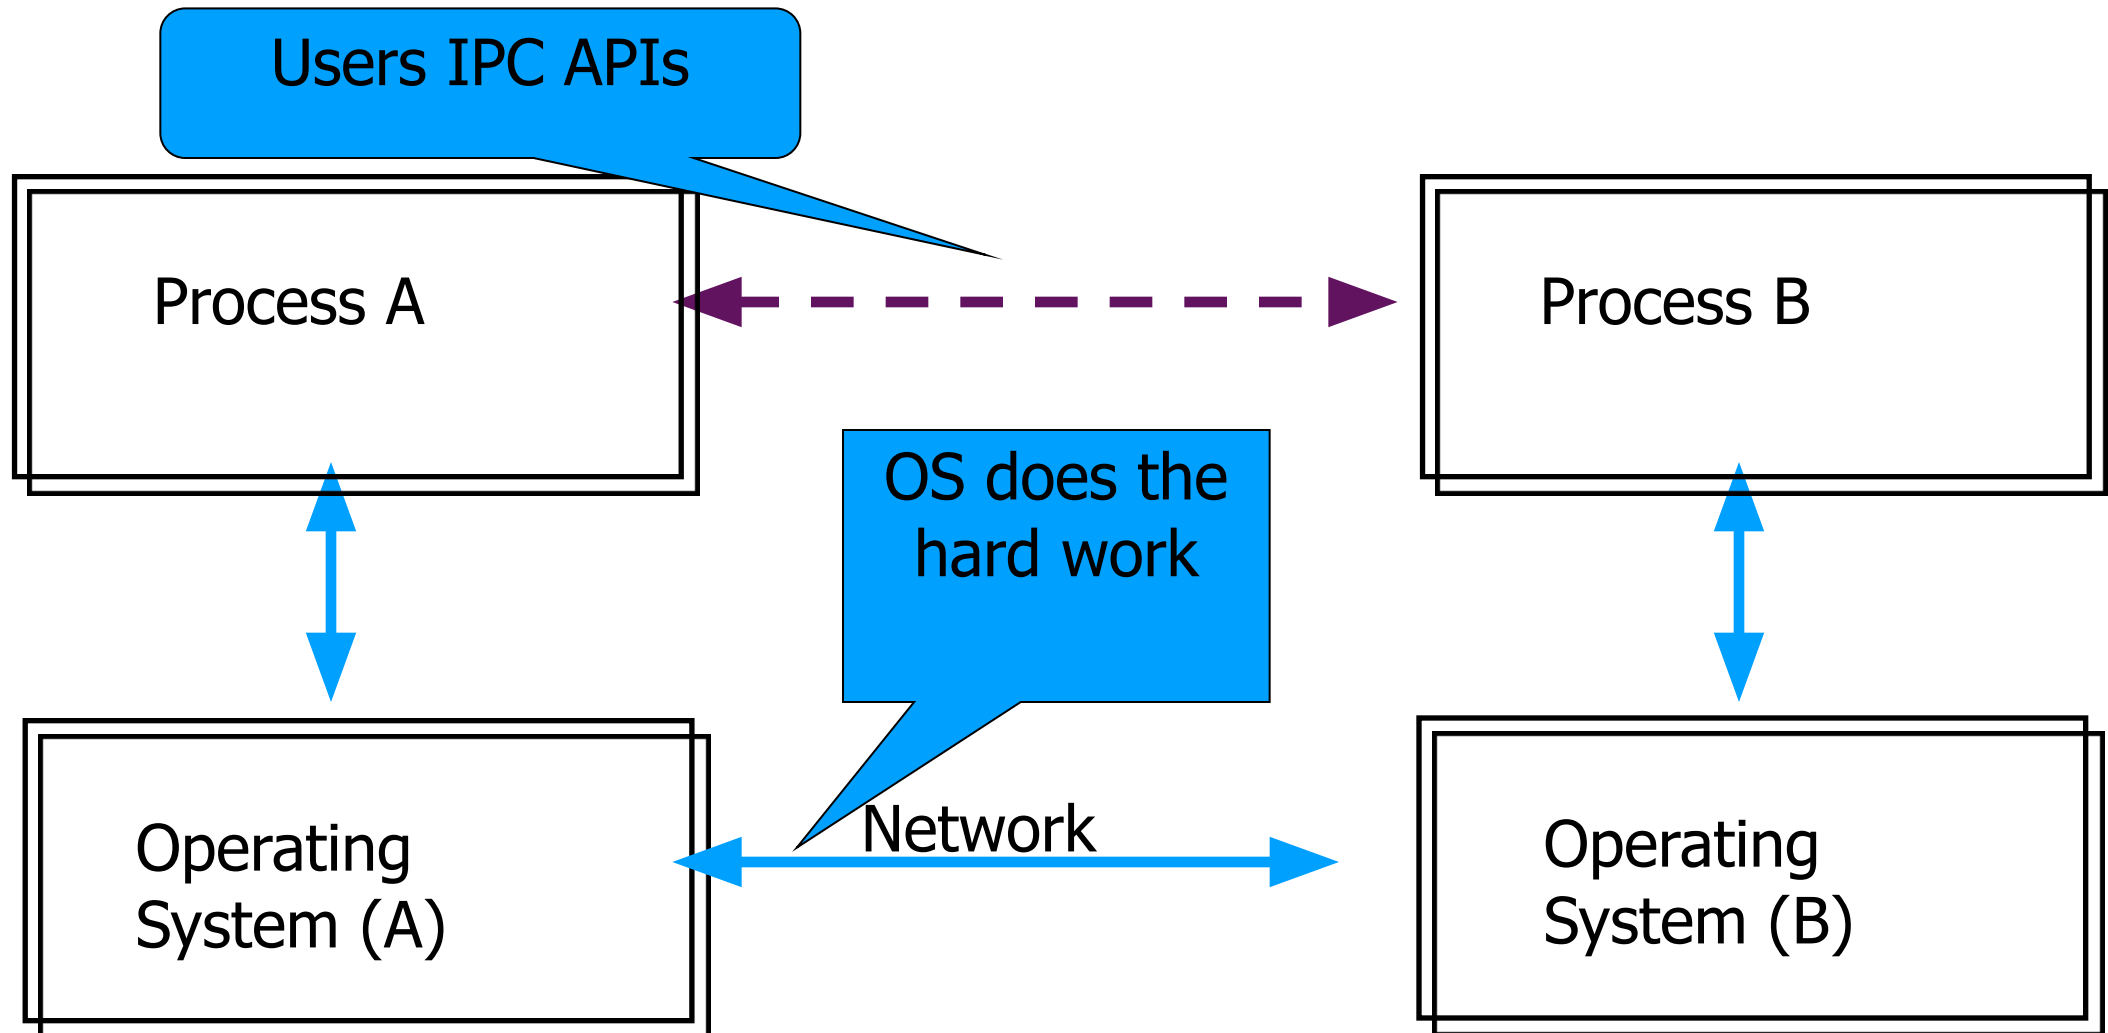 Users IPC APIs
Process A
Process B
OS does the
hard work
Network
Operating
System (A)
Operating
System (B)